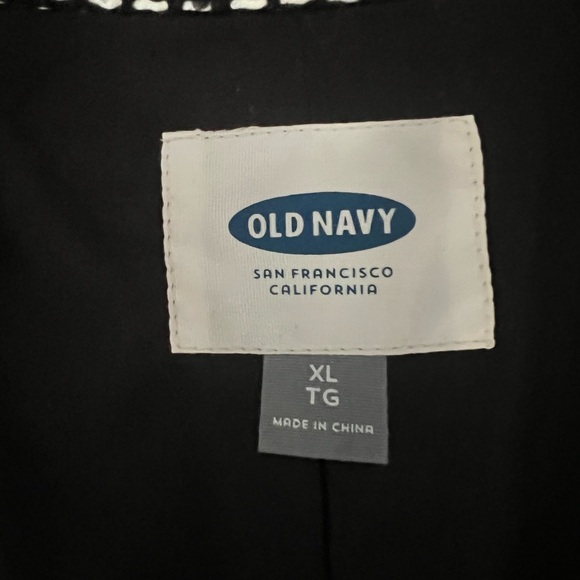 OLD NAVY
SAN FRANCISCO
CALIFORNIA
XL
TG
MADE IN CHINA